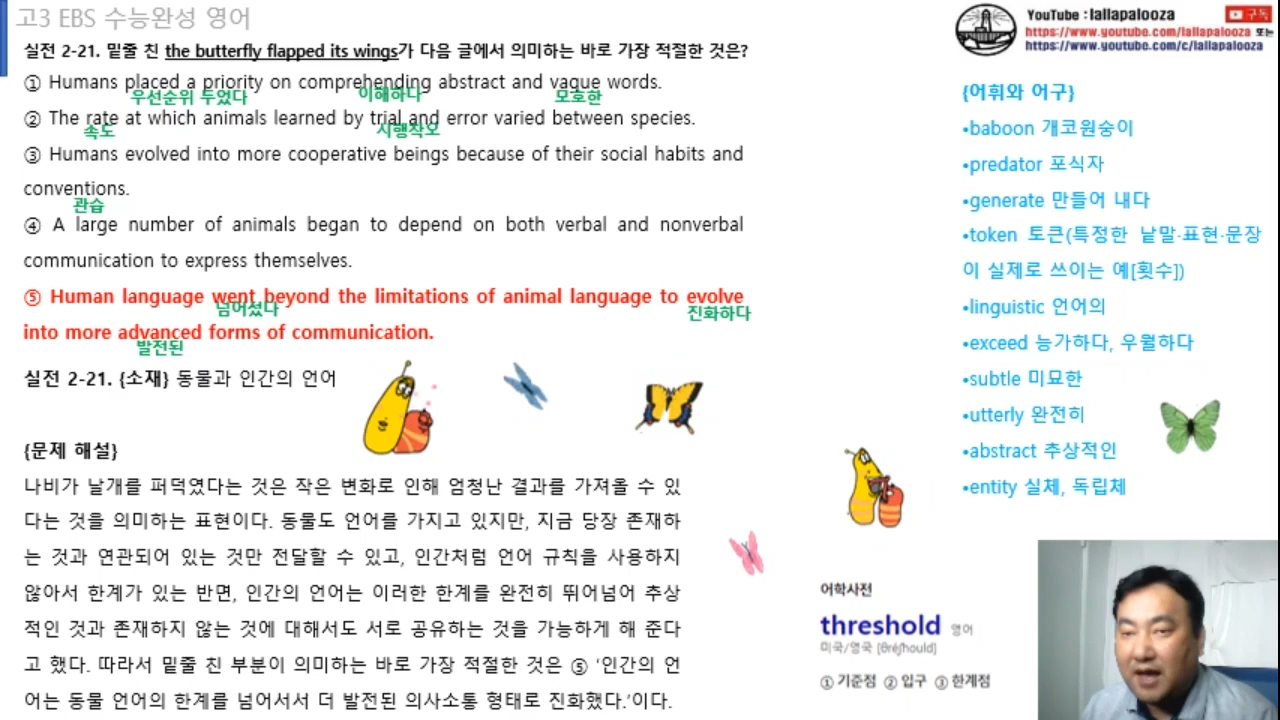 고3 EBS 수능완성 영어
실전 2-21. 밑줄 친 the butterfly flapped its wings가 다음 글에서 의미하는 바로 가장 적절한 것은?
① Humans placed a priority on comprehending abstract and vague words.
우선순위 두었다 이해하다 모호한
② The rate at which animals learned by trial and error varied between species.
속도 시행착오
③ Humans evolved into more cooperative beings because of their social habits and
conventions.
관습
④ A large number of animals began to depend on both verbal and nonverbal
communication to express themselves.
⑤ Human language went beyond the limitations of animal language to evolve
넘어섰다 진화하다
into more advanced forms of communication.
발전된
실전 2-21. {소재} 동물과 인간의 언어
{문제 해설}
나비가 날개를 퍼덕였다는 것은 작은 변화로 인해 엄청난 결과를 가져올 수 있
다는 것을 의미하는 표현이다. 동물도 언어를 가지고 있지만, 지금 당장 존재하
는 것과 연관되어 있는 것만 전달할 수 있고, 인간처럼 언어 규칙을 사용하지
않아서 한계가 있는 반면, 인간의 언어는 이러한 한계를 완전히 뛰어넘어 추상
적인 것과 존재하지 않는 것에 대해서도 서로 공유하는 것을 가능하게 해 준다
고 했다. 따라서 밑줄 친 부분이 의미하는 바로 가장 적절한 것은 ⑤ ‘인간의 언
어는 동물 언어의 한계를 넘어서서 더 발전된 의사소통 형태로 진화했다.’이다.
YouTube : lallapalooza 구독
https://www.youtube.com/lallapalooza 또는
https://www.youtube.com/c/lallapalooza
{어휘와 어구}
•baboon 개코원숭이
•predator 포식자
•generate 만들어 내다
•token 토큰(특정한 낱말·표현·문장
이 실제로 쓰이는 예[횟수])
•linguistic 언어의
•exceed 능가하다, 우월하다
•subtle 미묘한
•utterly 완전히
•abstract 추상적인
•entity 실체, 독립체
어학사전
threshold 영어
미국/영국 [θréʃhould]
① 기준점 ② 입구 ③ 한계점